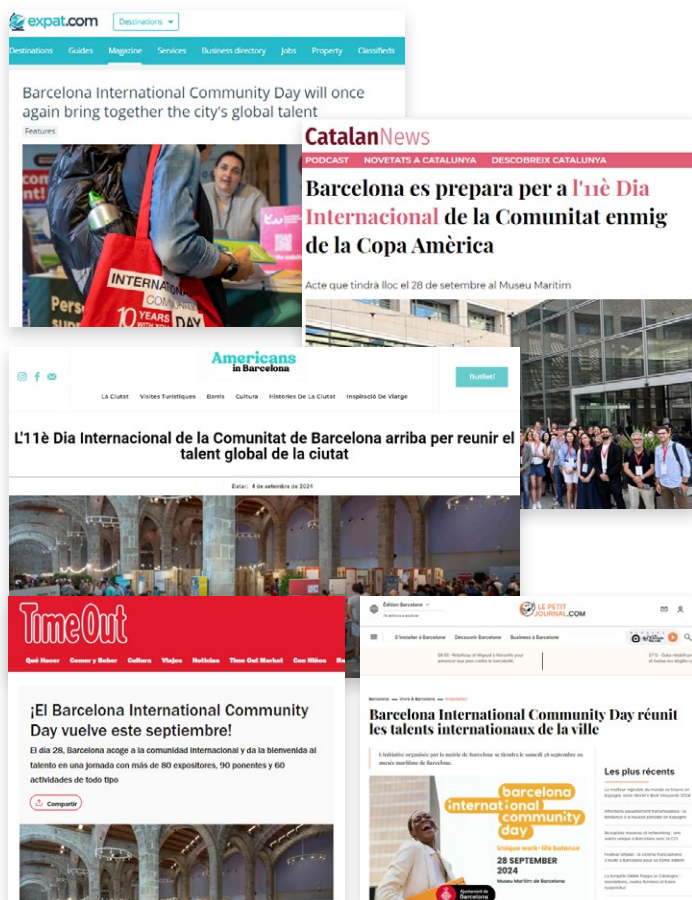 expat.com
Destinations
Destinations Guides Magazine Services Business directory Jobs Property Classifieds
Barcelona International Community Day will once
again bring together the city's global talent
Features
INTERNATIONAL
COMMUNITY
10 YEARS
WITH YOU
DAY
CatalanNews
PODCAST NOVETATS A CATALUNYA DESCOBREIX CATALUNYA
Barcelona es prepara per a l'11è Dia
Internacional de la Comunitat enmig
de la Copa Amèrica
Acte que tindrà lloc el 28 de setembre al Museu Marítim
Americans
in Barcelona
Butlletí
La Ciutat Visites Turístiques Barris Cultura Històries De La Ciutat Inspiració De Viatge
L'11è Dia Internacional de la Comunitat de Barcelona arriba per reunir el
talent global de la ciutat
4 de setembre de 2024
TimeOut
Qué Hacer Comer y Beber Cultura Viajes Noticias Time Out Market Con Niños
¡El Barcelona International Community
Day vuelve este septiembre!
El día 28, Barcelona acoge a la comunidad internacional y da la bienvenida al
talento en una jornada con más de 80 expositores, 90 ponentes y 60
actividades de todo tipo
Compartir
Édition Barcelone
LE PETIT
JOURNAL.COM
S'installer à Barcelone Découvrir Barcelone Business à Barcelone
Barcelona International Community Day réunit
les talents internationaux de la ville
L'initiative organisée par la mairie de Barcelone se tiendra le samedi 28 septembre au
musée maritime de Barcelone.
Les plus récents
barcelona
international
community
day
Unique work-life balance
28 SEPTEMBER
2024
Museu Marítim de Barcelona
Ajuntament de
Barcelona